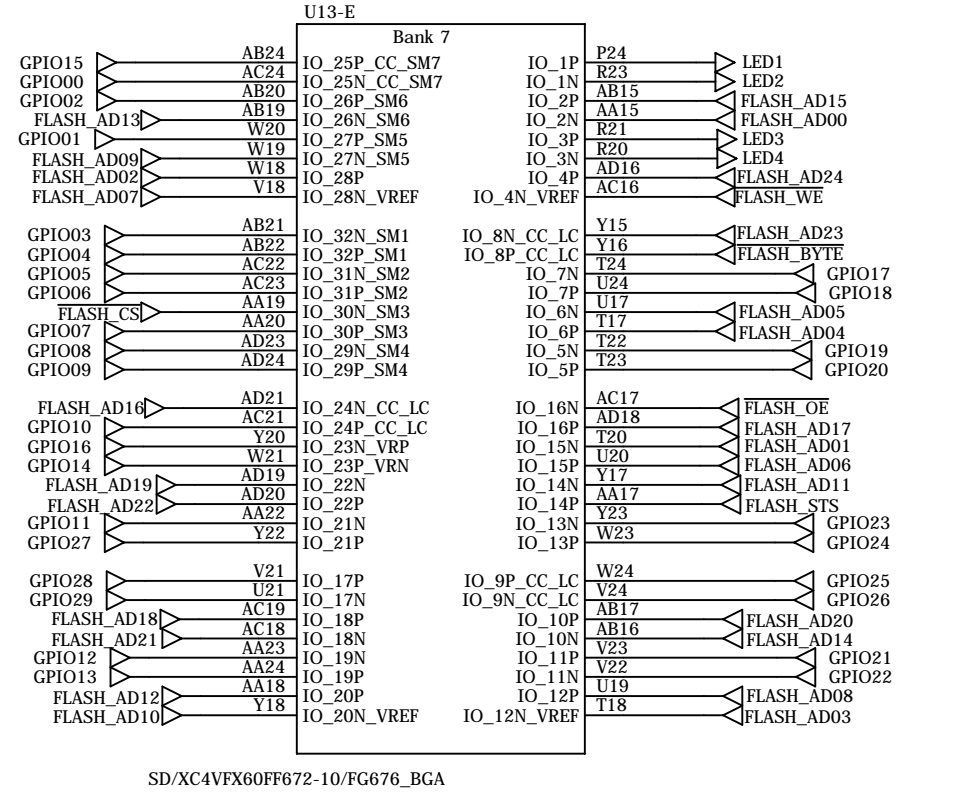 U13-E
Bank 7
GPIO15 AB24 IO_25P_CC_SM7 IO_1P P24 LED1
GPIO00 AC24 IO_25N_CC_SM7 IO_1N R23 LED2
GPIO02 AB20 IO_26P_SM6 IO_2P AB15 FLASH_AD15
FLASH_AD13 AB19 IO_26N_SM6 IO_2N AA15 FLASH_AD00
GPIO01 W20 IO_27P_SM5 IO_3P R21 LED3
FLASH_AD09 W19 IO_27N_SM5 IO_3N R20 LED4
FLASH_AD02 W18 IO_28P IO_4P AD16 FLASH_AD24
FLASH_AD07 V18 IO_28N_VREF IO_4N_VREF AC16 FLASH_WE
GPIO03 AB21 IO_32N_SM1 IO_8N_CC_LC Y15 FLASH_AD23
GPIO04 AB22 IO_32P_SM1 IO_8P_CC_LC Y16 FLASH_BYTE
GPIO05 AC22 IO_31N_SM2 IO_7N T24 GPIO17
GPIO06 AC23 IO_31P_SM2 IO_7P U24 GPIO18
FLASH_CS AA19 IO_30N_SM3 IO_6N U17 FLASH_AD05
GPIO07 AA20 IO_30P_SM3 IO_6P T17 FLASH_AD04
GPIO08 AD23 IO_29N_SM4 IO_5N T22 GPIO19
GPIO09 AD24 IO_29P_SM4 IO_5P T23 GPIO20
FLASH_AD16 AD21 IO_24N_CC_LC IO_16N AC17 FLASH_OE
GPIO10 AC21 IO_24P_CC_LC IO_16P AD18 FLASH_AD17
GPIO16 Y20 IO_23N_VRP IO_15N T20 FLASH_AD01
GPIO14 W21 IO_23P_VRN IO_15P U20 FLASH_AD06
FLASH_AD19 AD19 IO_22N IO_14N Y17 FLASH_AD11
FLASH_AD22 AD20 IO_22P IO_14P AA17 FLASH_STS
GPIO11 AA22 IO_21N IO_13N Y23 GPIO23
GPIO27 Y22 IO_21P IO_13P W23 GPIO24
GPIO28 V21 IO_17P IO_9P_CC_LC W24 GPIO25
GPIO29 U21 IO_17N IO_9N_CC_LC V24 GPIO26
FLASH_AD18 AC19 IO_18P IO_10P AB17 FLASH_AD20
FLASH_AD21 AC18 IO_18N IO_10N AB16 FLASH_AD14
GPIO12 AA23 IO_19N IO_11P V23 GPIO21
GPIO13 AA24 IO_19P IO_11N V22 GPIO22
FLASH_AD12 AA18 IO_20P IO_12P U19 FLASH_AD08
FLASH_AD10 Y18 IO_20N_VREF IO_12N_VREF T18 FLASH_AD03
SD/XC4VFX60FF672-10/FG676_BGA